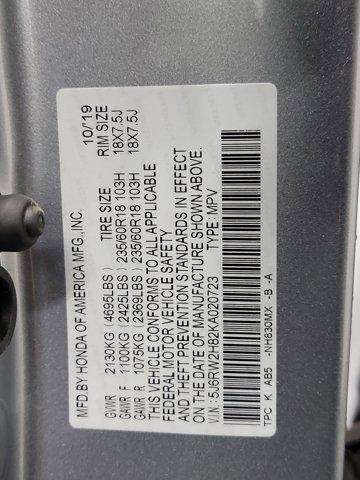 MFD.BY HONDA OF AMERICA MFG.,INC. 10/'19
TIRE SIZE RIM SIZE
GVWR 2130KG (4695LBS)
GAWR F 1100KG (2425LBS) 235/60R18 103H 18X7.5J
GAWR R 1075KG (2369LBS) 235/60R18 103H 18X7.5J
THIS VEHICLE CONFORMS TO ALL APPLICABLE
FEDERAL MOTOR VEHICLE SAFETY
AND THEFT PREVENTION STANDARDS IN EFFECT
ON THE DATE OF MANUFACTURE SHOWN ABOVE.
V.I.N.: 5J6RW2H82KA020723 TYPE: MPV
TPC K AB5 -NH830MX -B -A